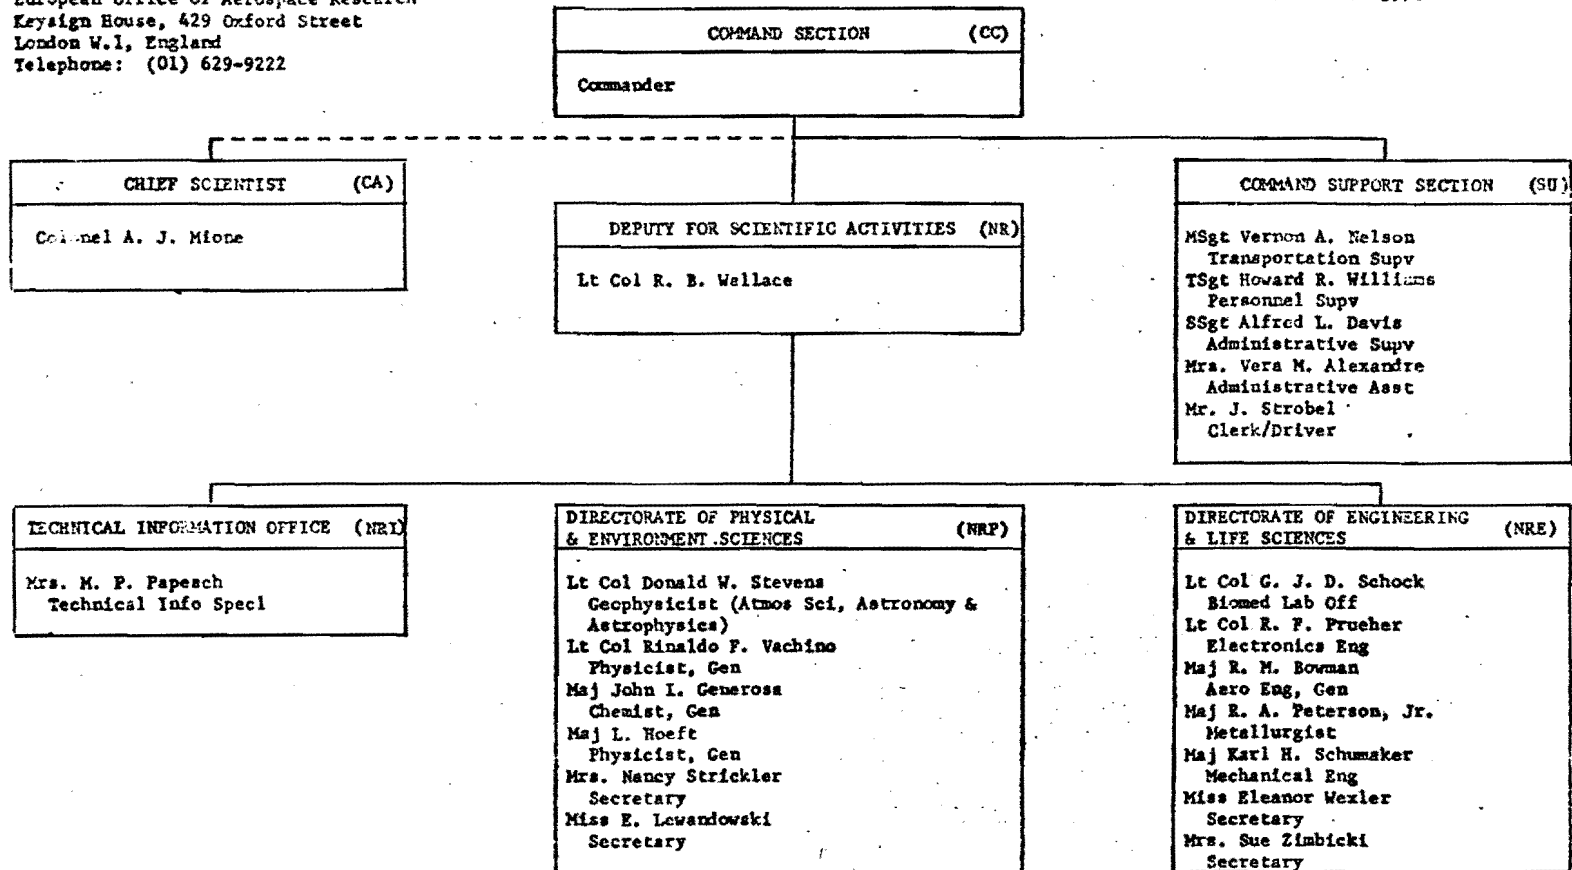 European Office of Aerospace Research
Keysign House, 429 Oxford Street
London W.1, England
Telephone: (01) 629-9222
COMMAND SECTION (CC)
Commander
CHIEF SCIENTIST (CA)
Colonel A. J. Mione
DEPUTY FOR SCIENTIFIC ACTIVITIES (NR)
Lt Col R. B. Wallace
COMMAND SUPPORT SECTION (SU)
MSgt Vernon A. Nelson
Transportation Supv
TSgt Howard R. Williams
Personnel Supv
SSgt Alfred L. Davis
Administrative Supv
Mrs. Vera M. Alexandre
Administrative Asst
Mr. J. Strobel
Clerk/Driver
TECHNICAL INFORMATION OFFICE (NRI)
Mrs. M. P. Papesch
Technical Info Specl
DIRECTORATE OF PHYSICAL
& ENVIRONMENT SCIENCES (NRP)
Lt Col Donald W. Stevens
Geophysicist (Atmos Sci, Astronomy &
Astrophysics)
Lt Col Rinaldo F. Vachino
Physicist, Gen
Maj John I. Generosa
Chemist, Gen
Maj L. Hoeft
Physicist, Gen
Mrs. Nancy Strickler
Secretary
Miss E. Lewandowski
Secretary
DIRECTORATE OF ENGINEERING
& LIFE SCIENCES (NRE)
Lt Col G. J. D. Schock
Biomed Lab Off
Lt Col R. F. Prueher
Electronics Eng
Maj R. M. Bowman
Aero Eng, Gen
Maj R. A. Peterson, Jr.
Metallurgist
Maj Karl H. Schumaker
Mechanical Eng
Miss Eleanor Wexler
Secretary
Mrs. Sue Zimbicki
Secretary